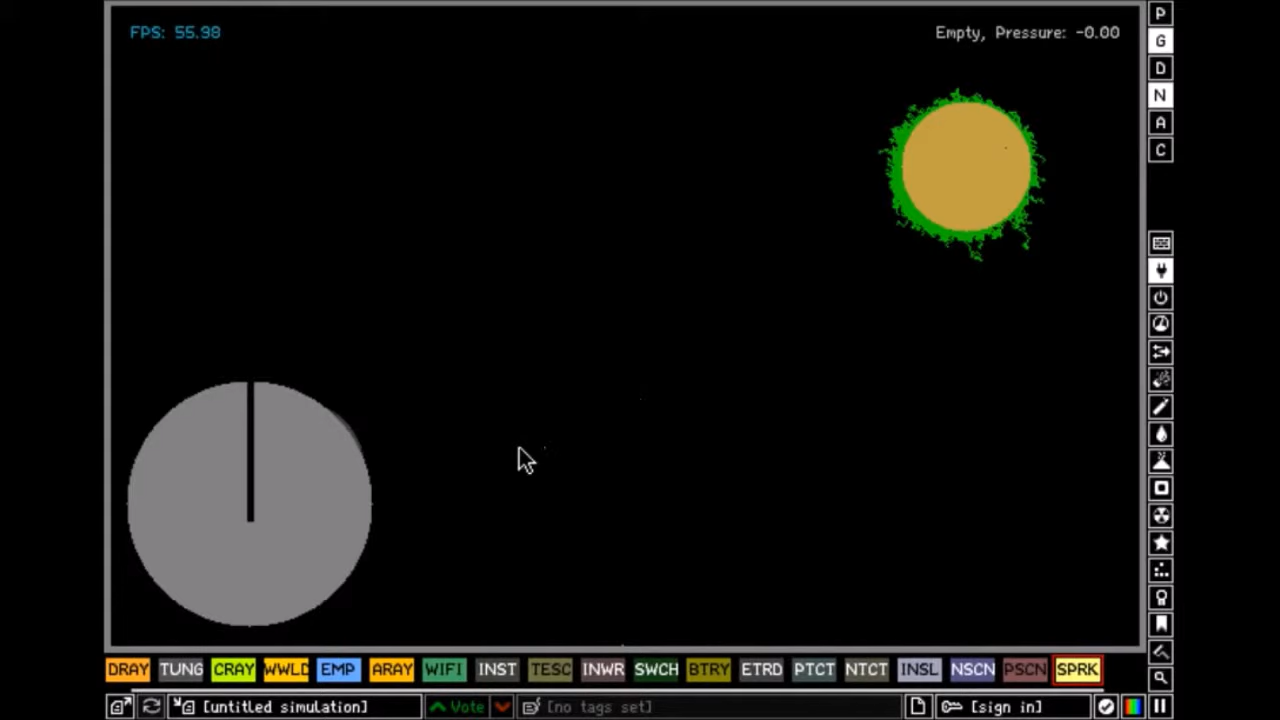 FPS: 55.98
Empty, Pressure: -0.00
P
G
D
N
A
C
DRAY TUNG CRAY WWLD EMP ARAY WIFI INST TESC INWR SWCH BTRY ETRD PTCT NTCT INSL NSCN PSCN SPRK
[untitled simulation] Vote [no tags set] [sign in]